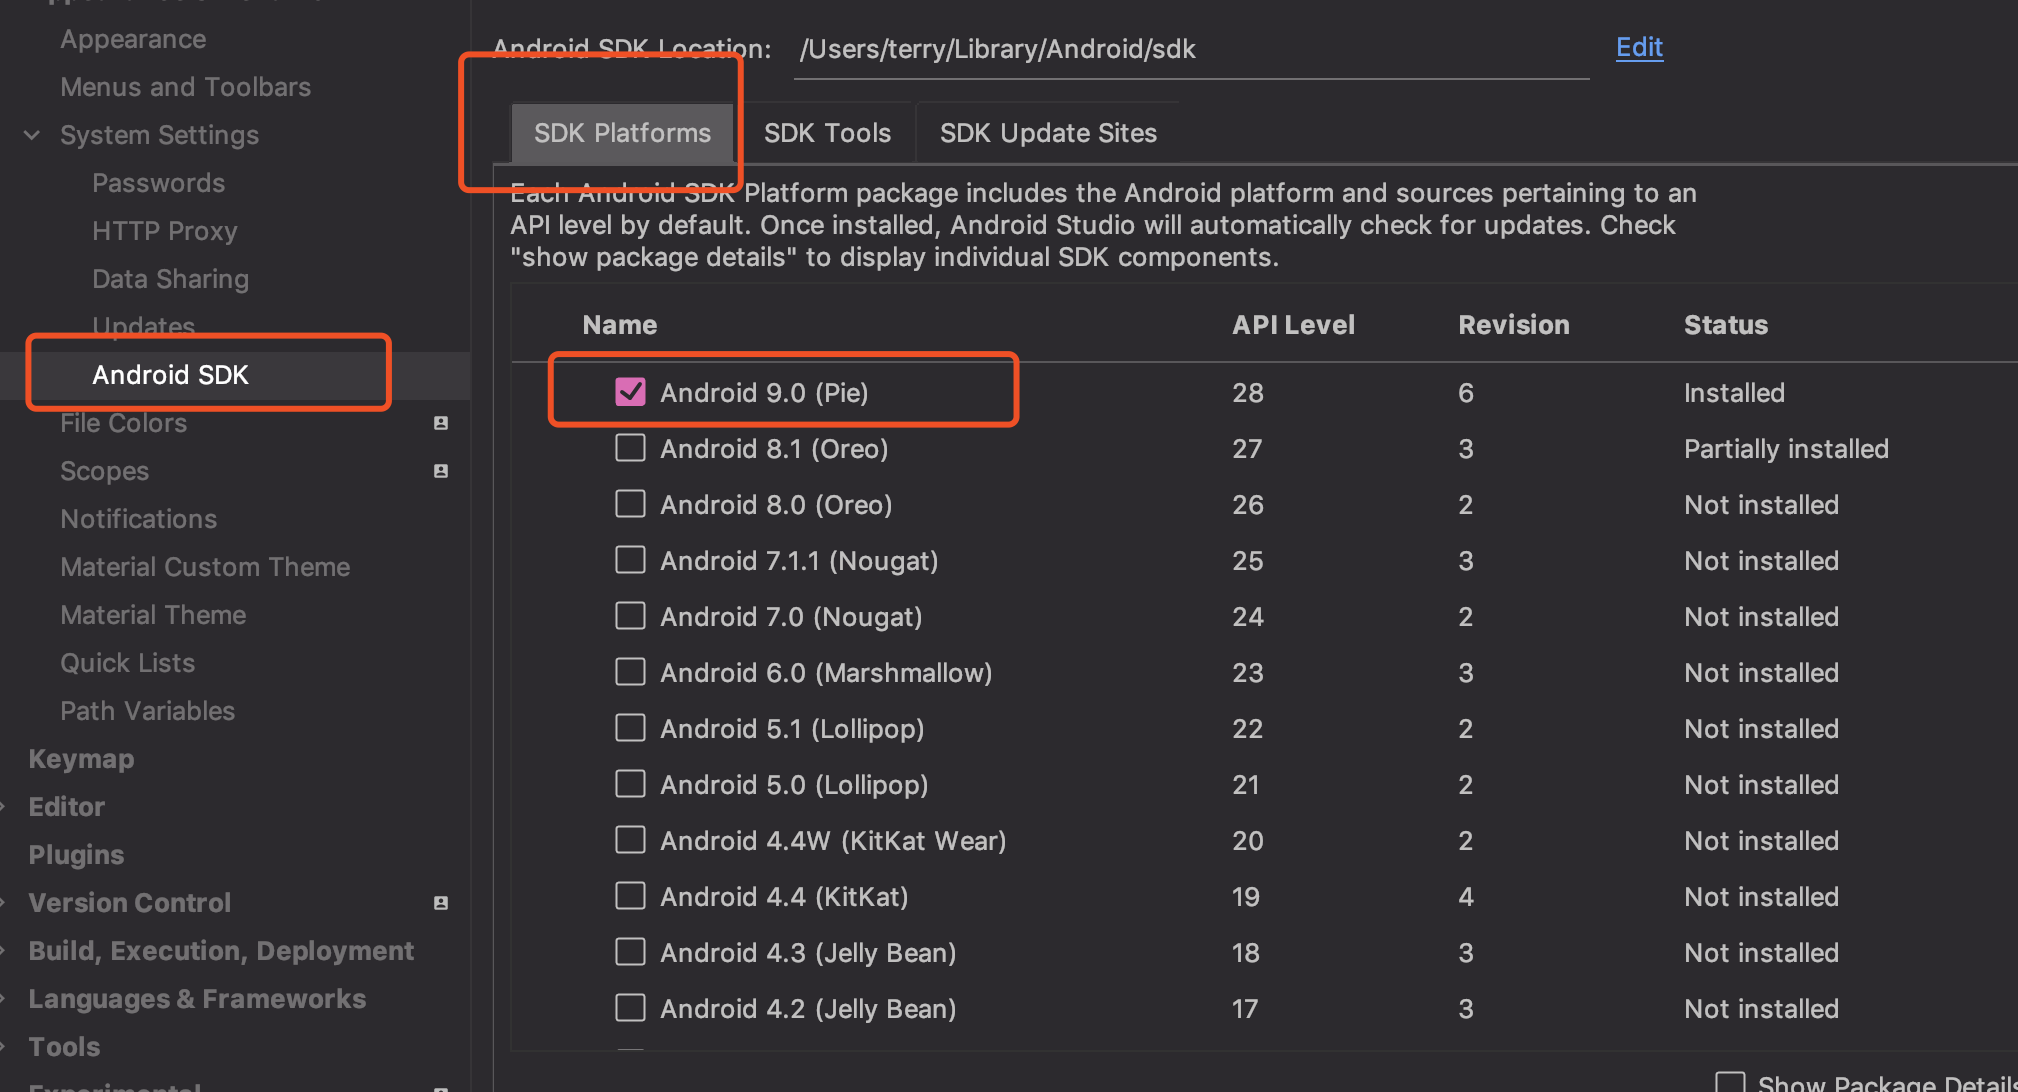 Appearance
Menus and Toolbars
System Settings
Passwords
HTTP Proxy
Data Sharing
Updates
Android SDK
File Colors
Scopes
Notifications
Material Custom Theme
Material Theme
Quick Lists
Path Variables
Keymap
Editor
Plugins
Version Control
Build, Execution, Deployment
Languages & Frameworks
Tools
Experimental
Android SDK Location: /Users/terry/Library/Android/sdk Edit
SDK Platforms SDK Tools SDK Update Sites
Each Android SDK Platform package includes the Android platform and sources pertaining to an
API level by default. Once installed, Android Studio will automatically check for updates. Check
"show package details" to display individual SDK components.
Name API Level Revision Status
Android 9.0 (Pie) 28 6 Installed
Android 8.1 (Oreo) 27 3 Partially installed
Android 8.0 (Oreo) 26 2 Not installed
Android 7.1.1 (Nougat) 25 3 Not installed
Android 7.0 (Nougat) 24 2 Not installed
Android 6.0 (Marshmallow) 23 3 Not installed
Android 5.1 (Lollipop) 22 2 Not installed
Android 5.0 (Lollipop) 21 2 Not installed
Android 4.4W (KitKat Wear) 20 2 Not installed
Android 4.4 (KitKat) 19 4 Not installed
Android 4.3 (Jelly Bean) 18 3 Not installed
Android 4.2 (Jelly Bean) 17 3 Not installed
Show Package Details